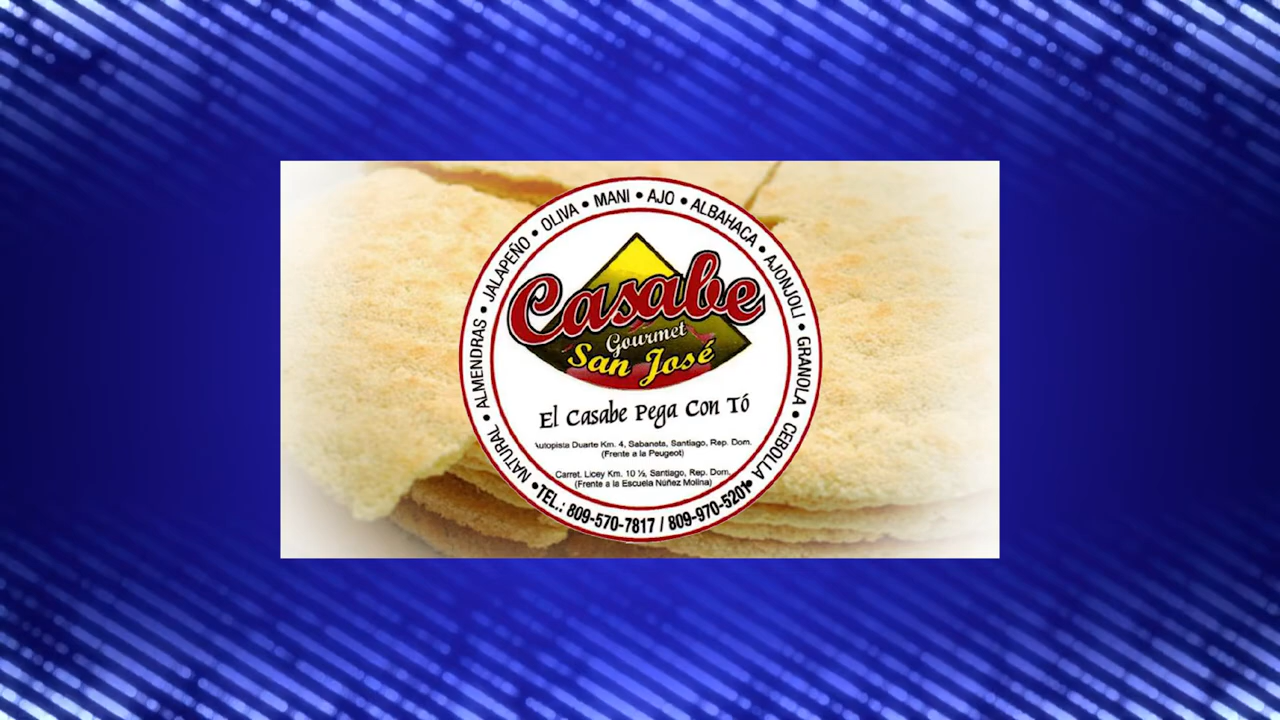 NATURAL • ALMENDRAS • JALAPEÑO • OLIVA • MANI • AJO • ALBAHACA • AJONJOLI • GRANOLA • CEBOLLA
Casabe
Gourmet
San José
El Casabe Pega Con Tó
Autopista Duarte Km. 4, Sabaneta, Santiago, Rep. Dom.
(Frente a la Peugeot)
Carret. Licey Km. 10 ½, Santiago, Rep. Dom.
(Frente a la Escuela Núñez Molina)
•TEL.: 809-570-7817 / 809-970-5201•